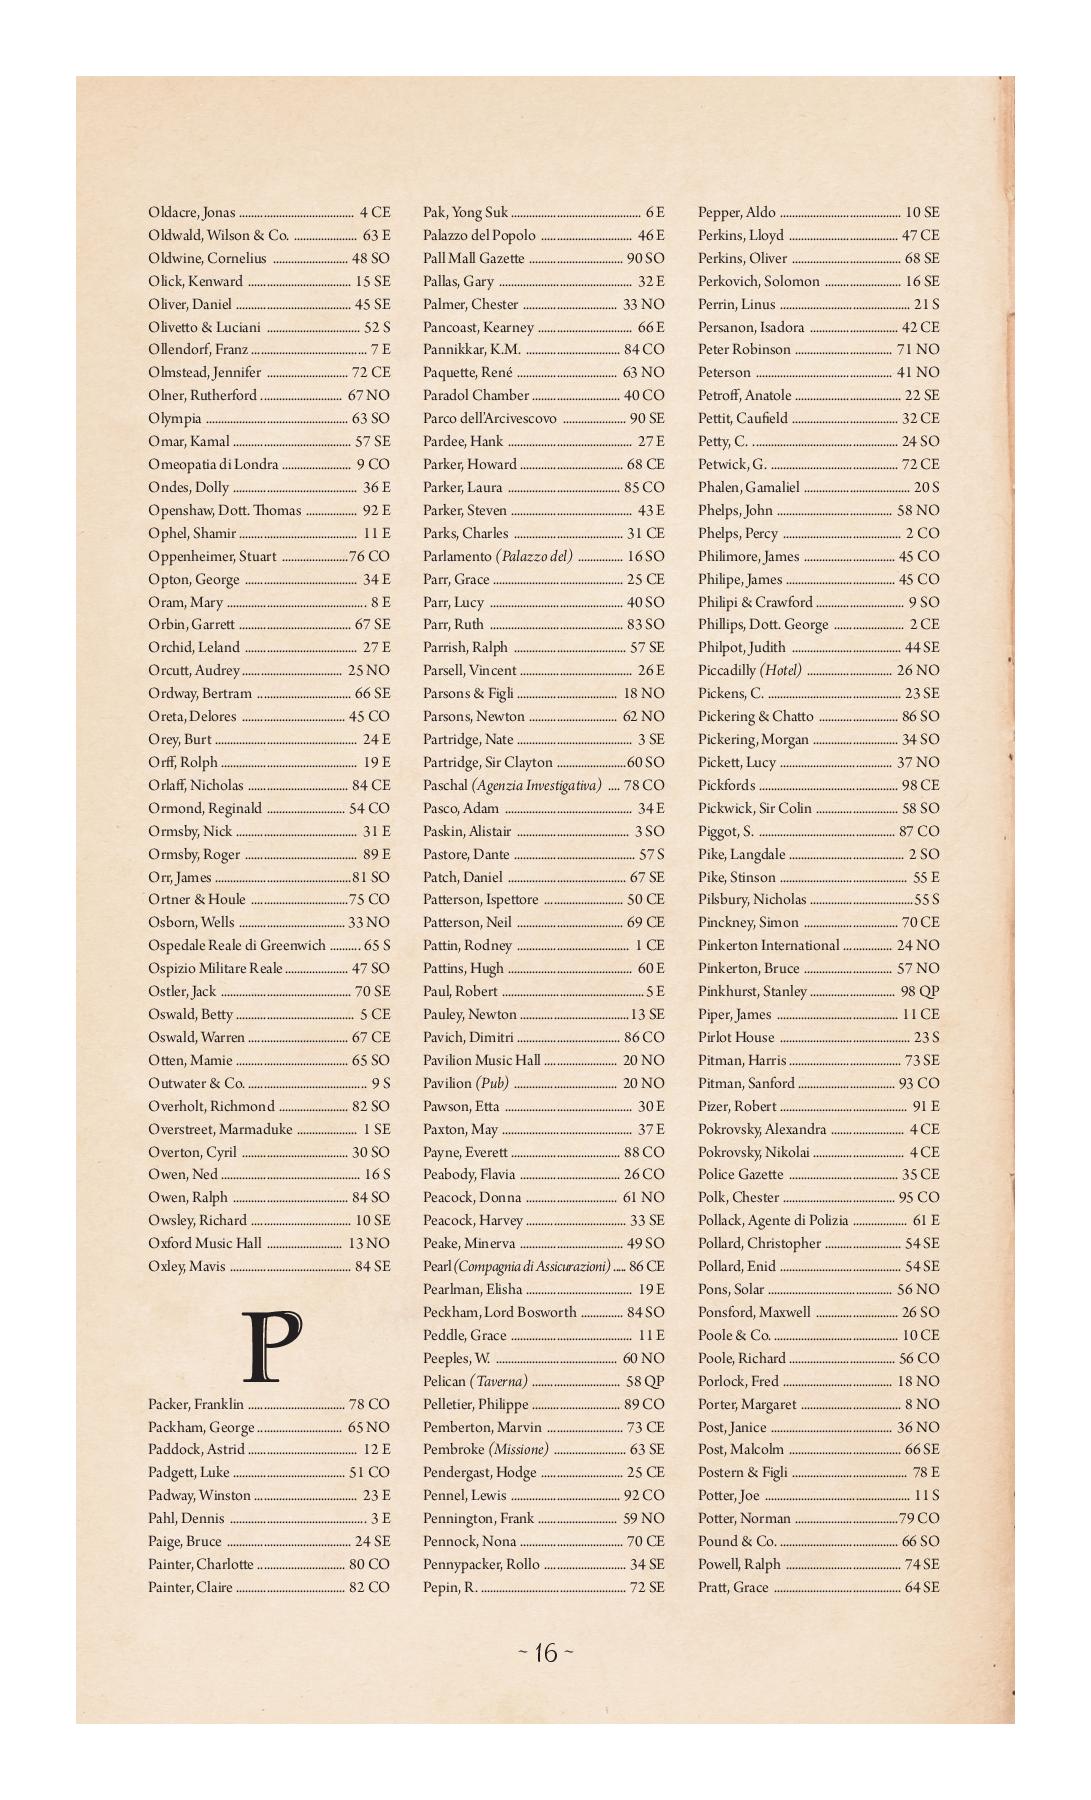 Oldacre, Jonas ................................... 4 CE
Oldwald, Wilson & Co. ..................... 63 E
Oldwine, Cornelius ......................... 48 SO
Olick, Kenward .................................. 15 SE
Oliver, Daniel ...................................... 45 SE
Olivetto & Luciani ............................... 52 S
Ollendorf, Franz ...................................... 7 E
Olmstead, Jennifer ........................... 72 CE
Olner, Rutherford ........................... 67 NO
Olympia ............................................... 63 SO
Omar, Kamal ....................................... 57 SE
Omeopatia di Londra ....................... 9 CO
Ondes, Dolly ......................................... 36 E
Openshaw, Dott. Thomas ................. 92 E
Ophel, Shamir ....................................... 11 E
Oppenheimer, Stuart ......................76 CO
Opton, George ..................................... 34 E
Oram, Mary .............................................. 8 E
Orbin, Garrett ..................................... 67 SE
Orchid, Leland ...................................... 27 E
Orcutt, Audrey ................................. 25 NO
Ordway, Bertram ............................... 66 SE
Oreta, Delores .................................. 45 CO
Orey, Burt ............................................... 24 E
Orff, Rolph .............................................. 19 E
Orlaff, Nicholas ................................... 84 CE
Ormond, Reginald ........................... 54 CO
Ormsby, Nick ......................................... 31 E
Ormsby, Roger ..................................... 89 E
Orr, James ..............................................81 SO
Ortner & Houle ................................75 CO
Osborn, Wells ..................................... 33 NO
Ospedale Reale di Greenwich .......... 65 S
Ospizio Militare Reale ..................... 47 SO
Ostler, Jack ........................................... 70 SE
Oswald, Betty ....................................... 5 CE
Oswald, Warren .................................. 67 CE
Otten, Mamie ..................................... 65 SO
Outwater & Co. ....................................... 9 S
Overholt, Richmond ....................... 82 SO
Overstreet, Marmaduke .................... 1 SE
Overton, Cyril .................................... 30 SO
Owen, Ned ............................................... 16 S
Owen, Ralph ....................................... 84 SO
Owsley, Richard .................................. 10 SE
Oxford Music Hall ......................... 13 NO
Oxley, Mavis ........................................ 84 SE
P
Packer, Franklin ................................ 78 CO
Packham, George ............................ 65 NO
Paddock, Astrid .................................... 12 E
Padgett, Luke ..................................... 51 CO
Padway, Winston .................................. 23 E
Pahl, Dennis ............................................. 3 E
Paige, Bruce ......................................... 24 SE
Painter, Charlotte ............................. 80 CO
Painter, Claire .................................... 82 CO
Pak, Yong Suk ........................................... 6 E
Palazzo del Popolo .............................. 46 E
Pall Mall Gazette ............................... 90 SO
Pallas, Gary ............................................. 32 E
Palmer, Chester ................................ 33 NO
Pancoast, Kearney ............................... 66 E
Pannikkar, K.M. ............................... 84 CO
Paquette, René ................................... 63 NO
Paradol Chamber ............................. 40 CO
Parco dell'Arcivescovo ..................... 90 SE
Pardee, Hank ......................................... 27 E
Parker, Howard .................................. 68 CE
Parker, Laura ...................................... 85 CO
Parker, Steven ........................................ 43 E
Parks, Charles ...................................... 31 CE
Parlamento (Palazzo del) ............... 16 SO
Parr, Grace ............................................ 25 CE
Parr, Lucy ............................................ 40 SO
Parr, Ruth ............................................ 83 SO
Parrish, Ralph ...................................... 57 SE
Parsell, Vincent ..................................... 26 E
Parsons & Figli ................................. 18 NO
Parsons, Newton ............................. 62 NO
Partridge, Nate ..................................... 3 SE
Partridge, Sir Clayton .......................60 SO
Paschal (Agenzia Investigativa) .... 78 CO
Pasco, Adam .......................................... 34 E
Paskin, Alistair ..................................... 3 SO
Pastore, Dante ....................................... 57 S
Patch, Daniel ....................................... 67 SE
Patterson, Ispettore ........................... 50 CE
Patterson, Neil .................................... 69 CE
Pattin, Rodney ...................................... 1 CE
Pattins, Hugh ........................................ 60 E
Paul, Robert .............................................. 5 E
Pauley, Newton ....................................13 SE
Pavich, Dimitri ................................... 86 CO
Pavilion Music Hall ........................ 20 NO
Pavilion (Pub) .................................. 20 NO
Pawson, Etta .......................................... 30 E
Paxton, May ........................................... 37 E
Payne, Everett .................................... 88 CO
Peabody, Flavia .................................. 26 CO
Peacock, Donna ............................... 61 NO
Peacock, Harvey ................................ 33 SE
Peake, Minerva ................................... 49 SO
Pearl (Compagnia di Assicurazioni) ..... 86 CE
Pearlman, Elisha ................................... 19 E
Peckham, Lord Bosworth ............... 84 SO
Peddle, Grace ........................................ 11 E
Peeples, W. ........................................ 60 NO
Pelican (Taverna) ............................. 58 QP
Pelletier, Philippe .............................. 89 CO
Pemberton, Marvin ........................... 73 CE
Pembroke (Missione) ........................ 63 SE
Pendergast, Hodge ........................... 25 CE
Pennel, Lewis ..................................... 92 CO
Pennington, Frank ........................... 59 NO
Pennock, Nona ................................... 70 CE
Pennypacker, Rollo ........................... 34 SE
Pepin, R. ................................................ 72 SE
Pepper, Aldo ........................................ 10 SE
Perkins, Lloyd ..................................... 47 CE
Perkins, Oliver ..................................... 68 SE
Perkovich, Solomon ......................... 16 SE
Perrin, Linus ........................................... 21 S
Persanon, Isadora .............................. 42 CE
Peter Robinson ................................ 71 NO
Peterson ............................................. 41 NO
Petroff, Anatole .................................. 22 SE
Pettit, Caufield .................................... 32 CE
Petty, C. ................................................. 24 SO
Petwick, G. ........................................... 72 CE
Phalen, Gamaliel ................................... 20 S
Phelps, John ....................................... 58 NO
Phelps, Percy ........................................ 2 CO
Philimore, James ............................... 45 CO
Philipe, James .................................... 45 CO
Philipi & Crawford ............................. 9 SO
Phillips, Dott. George ....................... 2 CE
Philpot, Judith .................................... 44 SE
Piccadilly (Hotel) ............................ 26 NO
Pickens, C. ............................................ 23 SE
Pickering & Chatto .......................... 86 SO
Pickering, Morgan ............................ 34 SO
Pickett, Lucy ..................................... 37 NO
Pickfords ............................................... 98 CE
Pickwick, Sir Colin ........................... 58 SO
Piggot, S. ............................................. 87 CO
Pike, Langdale ..................................... 2 SO
Pike, Stinson .......................................... 55 E
Pilsbury, Nicholas ...................................55 S
Pinckney, Simon ................................ 70 CE
Pinkerton International ................ 24 NO
Pinkerton, Bruce .............................. 57 NO
Pinkhurst, Stanley ............................ 98 QP
Piper, James .......................................... 11 CE
Pirlot House .......................................... 23 S
Pitman, Harris ..................................... 73 SE
Pitman, Sanford ................................ 93 CO
Pizer, Robert .......................................... 91 E
Pokrovsky, Alexandra ........................ 4 CE
Pokrovsky, Nikolai .............................. 4 CE
Police Gazette ..................................... 35 CE
Polk, Chester ..................................... 95 CO
Pollack, Agente di Polizia .................. 61 E
Pollard, Christopher ......................... 54 SE
Pollard, Enid ....................................... 54 SE
Pons, Solar ......................................... 56 NO
Ponsford, Maxwell ........................... 26 SO
Poole & Co. ......................................... 10 CE
Poole, Richard ................................... 56 CO
Porlock, Fred .................................... 18 NO
Porter, Margaret ................................. 8 NO
Post, Janice ........................................ 36 NO
Post, Malcolm ..................................... 66 SE
Postern & Figli ...................................... 78 E
Potter, Joe ................................................ 11 S
Potter, Norman ..................................79 CO
Pound & Co. ...................................... 66 SO
Powell, Ralph ...................................... 74 SE
Pratt, Grace .......................................... 64 SE
~ 16 ~